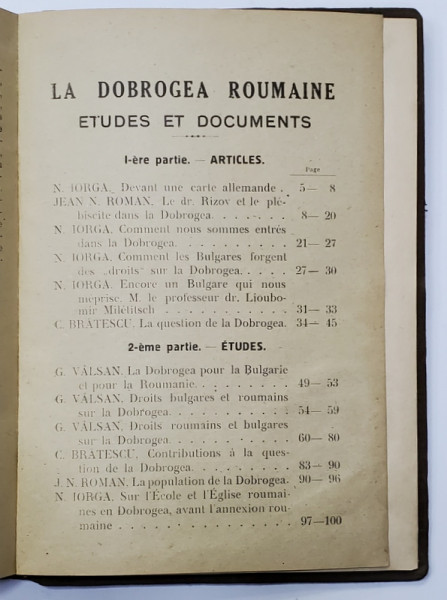 LA DOBROGEA ROUMAINE
ETUDES ET DOCUMENTS
I-ère partie. — ARTICLES.
Page
N. IORGA. Devant une carte allemande . 5— 8
JEAN N. ROMAN. Le dr. Rizov et le plé-
biscite dans la Dobrogea. . . . . . . 8— 20
N. IORGA. Comment nous sommes entrés
dans la Dobrogea. . . . . . . . . . 21— 27
N. IORGA. Comment les Bulgares forgent
des „droits" sur la Dobrogea. . . . . 27— 30
N. IORGA. Encore un Bulgare qui nous
meprise. M. le professeur dr. Lioubo-
mir Milétitsch . . . . . . . . . . . 31— 33
C. BRATESCU. La question de la Dobrogea. 34— 45
2-ème partie. — ÉTUDES.
G. VÂLSAN. La Dobrogea pour la Bulgarie
et pour la Roumanie. . . . . . . . . 49— 53
G. VÂLSAN. Droits bulgares et roumains
sur la Dobrogea. . . . . . . . . . . 54— 59
G. VÂLSAN. Droits roumains et bulgares
sur la Dobrogea. . . . . . . . . . . 60— 80
C. BRATESCU. Contributions à la ques-
tion de la Dobrogea. . . . . . . . . 83— 90
J. N. ROMAN. La population de la Dobrogea. 90— 96
N. IORGA. Sur l'École et l'Église roumai-
nes en Dobrogea, avant l'annexion rou-
maine . . . . . . . . . . . . . . . 97—100